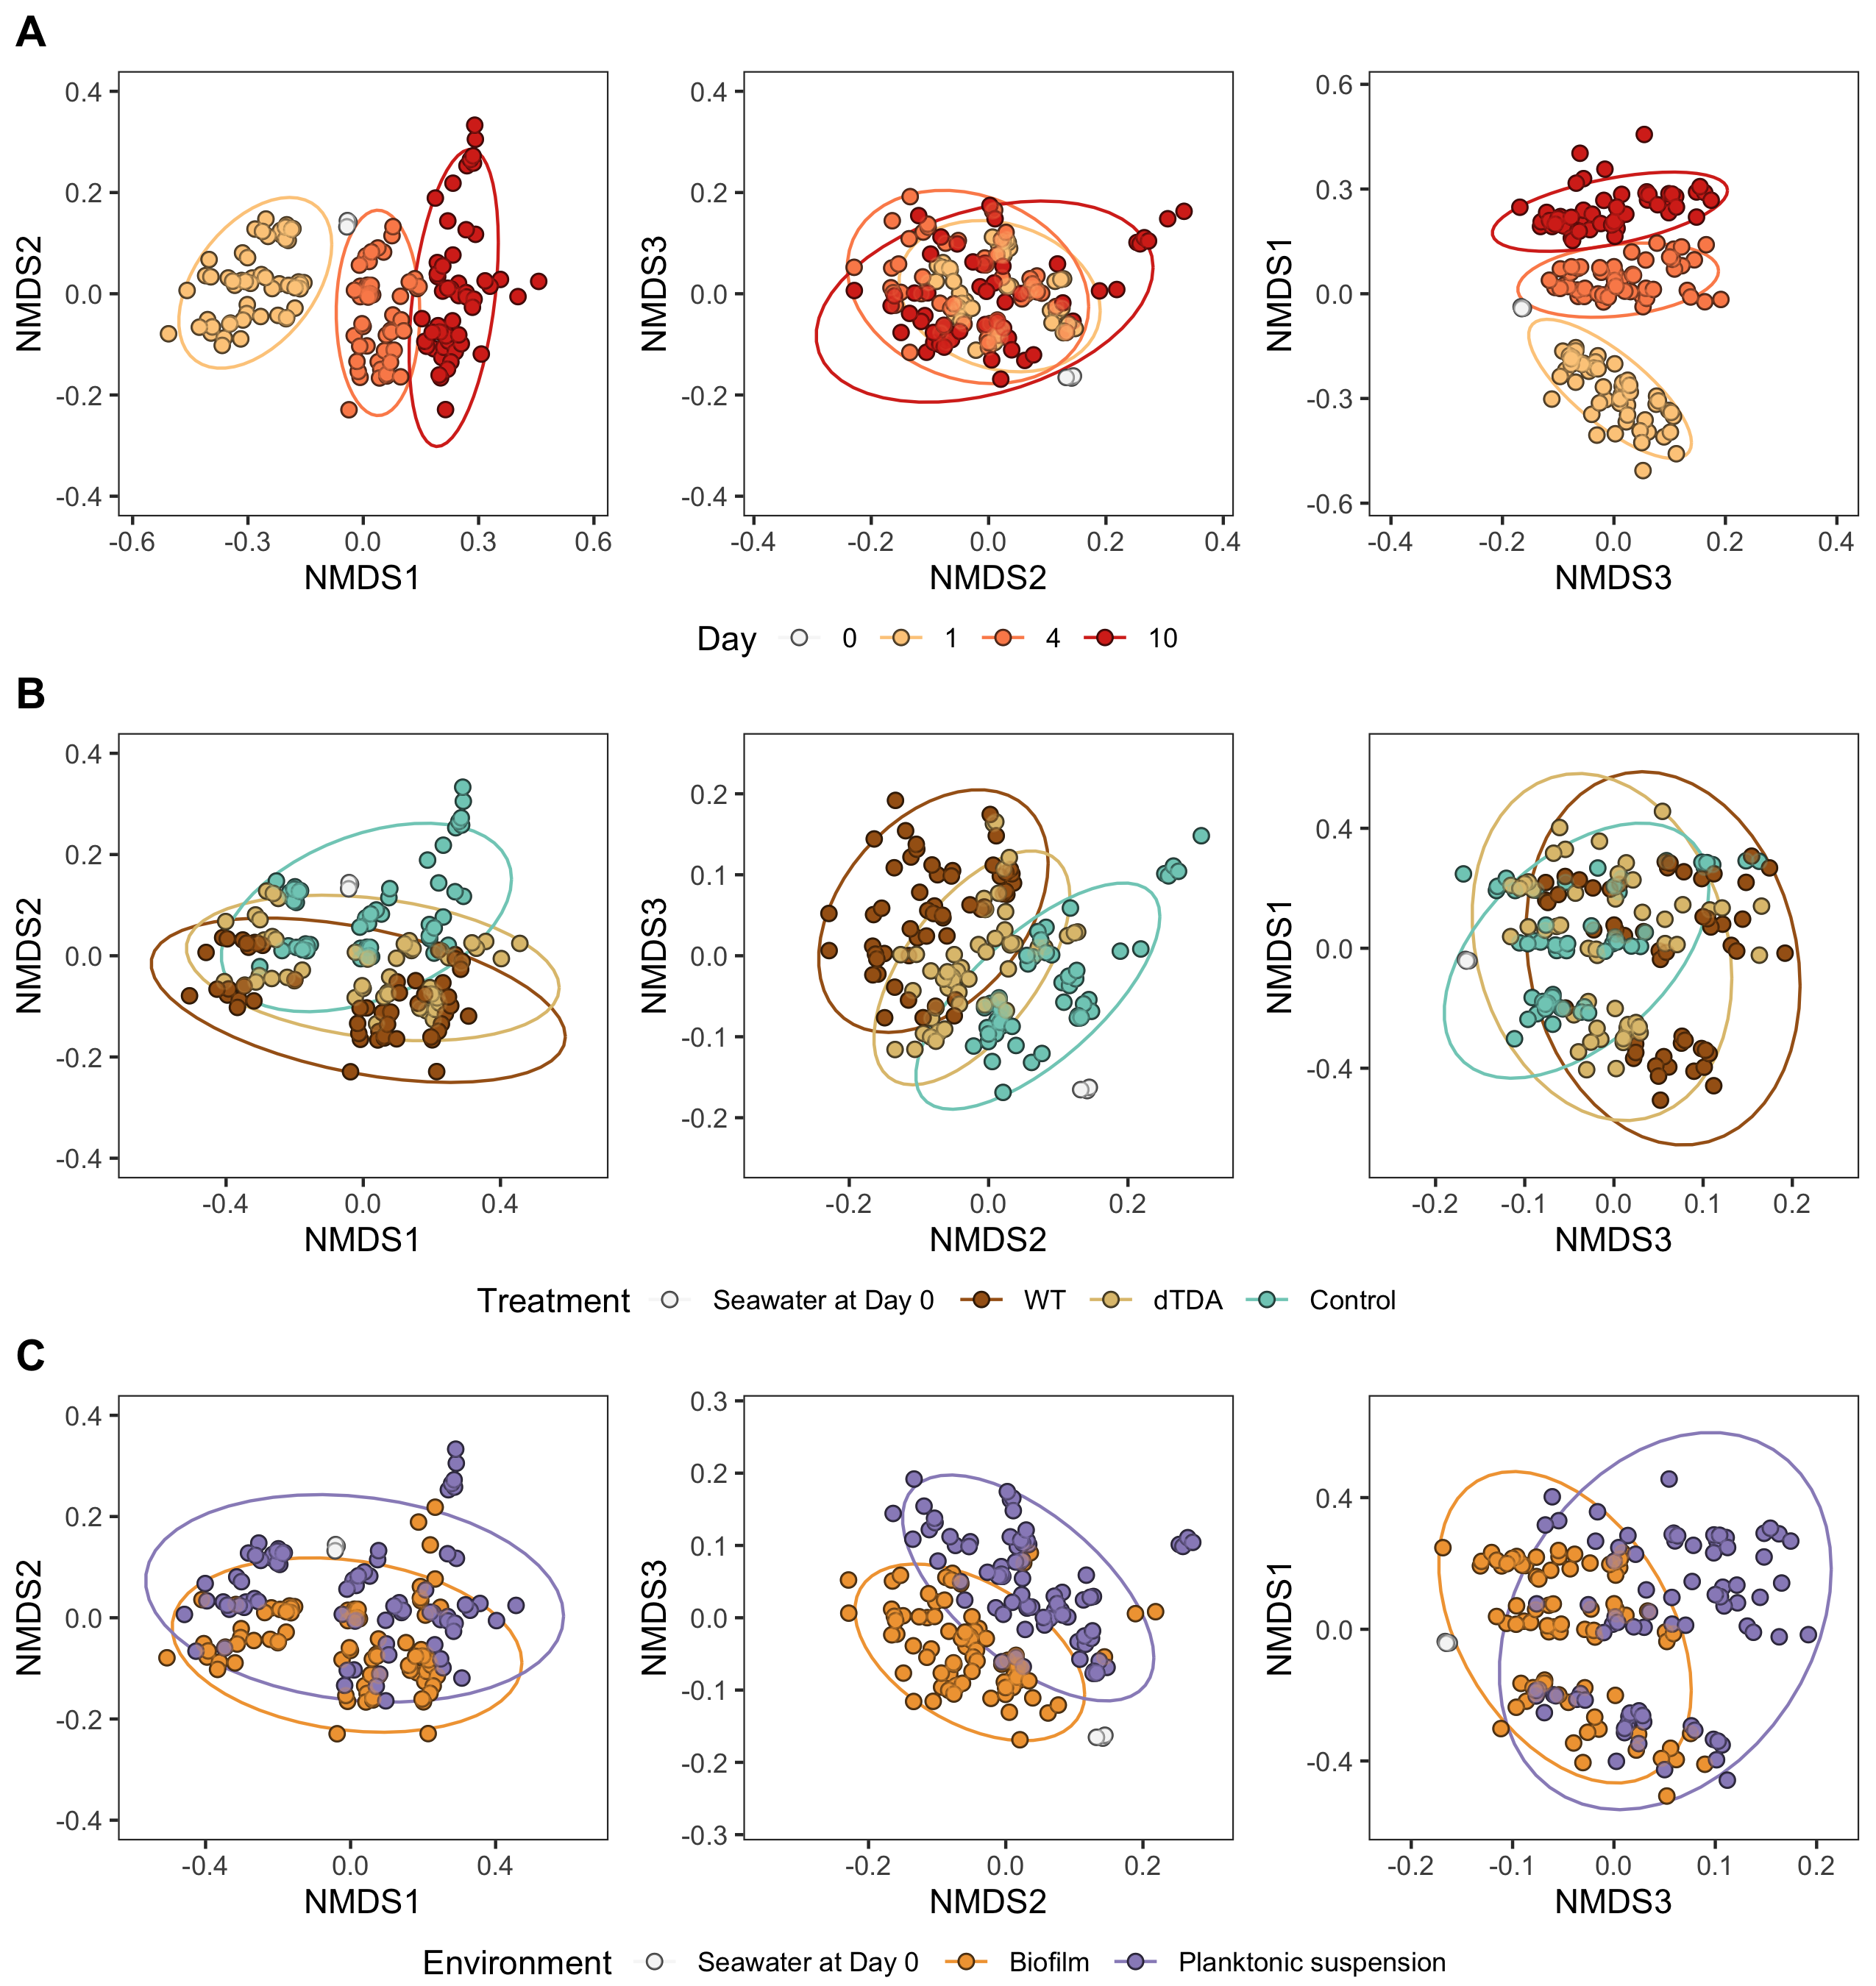 A
0.4
0.2
0.0
-0.2
-0.4
NMDS2
-0.6 -0.3 0.0 0.3 0.6
NMDS1
0.4
0.2
0.0
-0.2
-0.4
NMDS3
-0.4 -0.2 0.0 0.2 0.4
NMDS2
0.6
0.3
0.0
-0.3
-0.6
NMDS1
-0.4 -0.2 0.0 0.2 0.4
NMDS3
Day 0 1 4 10
B
0.4
0.2
0.0
-0.2
-0.4
NMDS2
-0.4 0.0 0.4
NMDS1
0.2
0.1
0.0
-0.1
-0.2
NMDS3
-0.2 0.0 0.2
NMDS2
0.4
0.0
-0.4
NMDS1
-0.2 -0.1 0.0 0.1 0.2
NMDS3
Treatment Seawater at Day 0 WT dTDA Control
C
0.4
0.2
0.0
-0.2
-0.4
NMDS2
-0.4 0.0 0.4
NMDS1
0.3
0.2
0.1
0.0
-0.1
-0.2
-0.3
NMDS3
-0.2 0.0 0.2
NMDS2
0.4
0.0
-0.4
NMDS1
-0.2 -0.1 0.0 0.1 0.2
NMDS3
Environment Seawater at Day 0 Biofilm Planktonic suspension